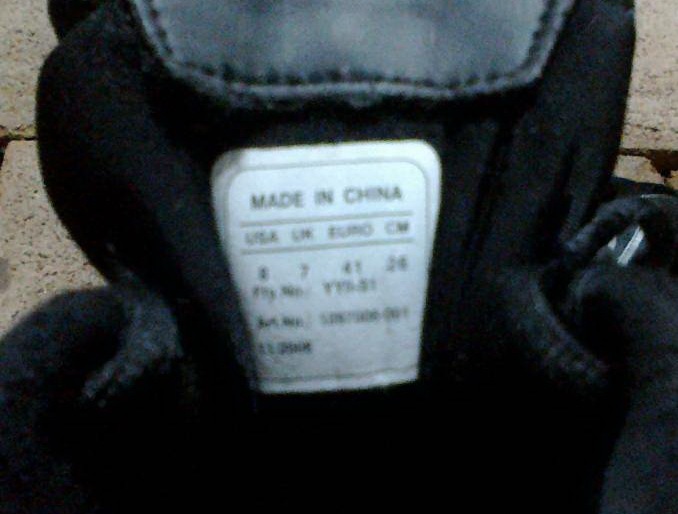 MADE IN CHINA
USA UK EURO CM
8 7 41 26
Fty.No.:
Art.No.: